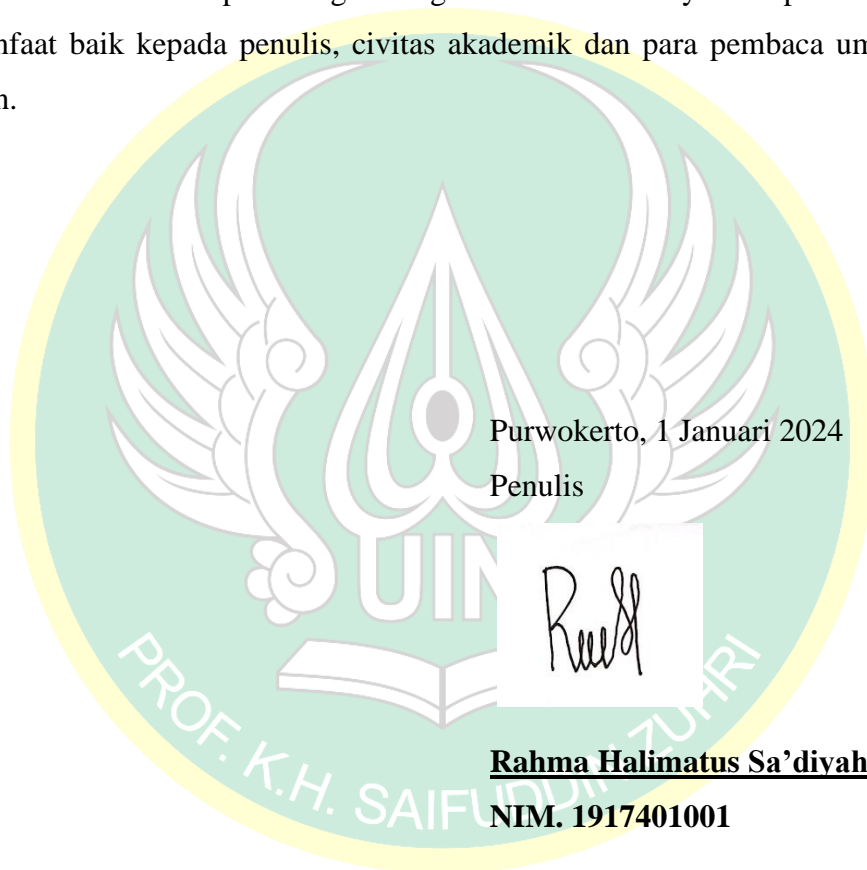 nfaat baik kepada penulis, civitas akademik dan para pembaca um
n.
Purwokerto, 1 Januari 2024
Penulis
UIN
PROF. K.H. SAIFUDDIN ZUHRI
Rahma Halimatus Sa’diyah
NIM. 1917401001